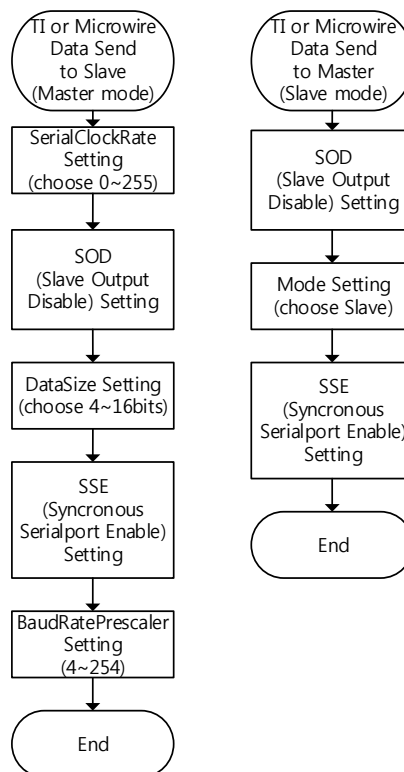 TI or Microwire
Data Send
to Slave
(Master mode)
SerialClockRate
Setting
(choose 0~255)
SOD
(Slave Output
Disable) Setting
DataSize Setting
(choose 4~16bits)
SSE
(Syncronous
Serialport Enable)
Setting
BaudRatePrescaler
Setting
(4~254)
End
TI or Microwire
Data Send
to Master
(Slave mode)
SOD
(Slave Output
Disable) Setting
Mode Setting
(choose Slave)
SSE
(Syncronous
Serialport Enable)
Setting
End